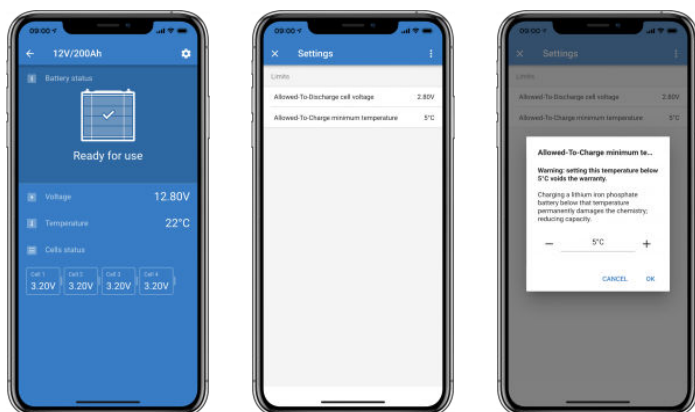 09:00
12V/200Ah
Battery status
Ready for use
Voltage 12.80V
Temperature 22°C
Cells status
Cell 1 Cell 2 Cell 3 Cell 4
3.20V 3.20V 3.20V 3.20V
09:00
Settings
Limits
Allowed-To-Discharge cell voltage 2.80V
Allowed-To-Charge minimum temperature 5°C
09:00
Settings
Limits
Allowed-To-Discharge cell voltage 2.80V
Allowed-To-Charge minimum temperature 5°C
Allowed-To-Charge minimum te...
Warning: setting this temperature below
5°C voids the warranty.
Charging a lithium iron phosphate
battery below that temperature
permanently damages the chemistry,
reducing capacity.
5°C
CANCEL OK